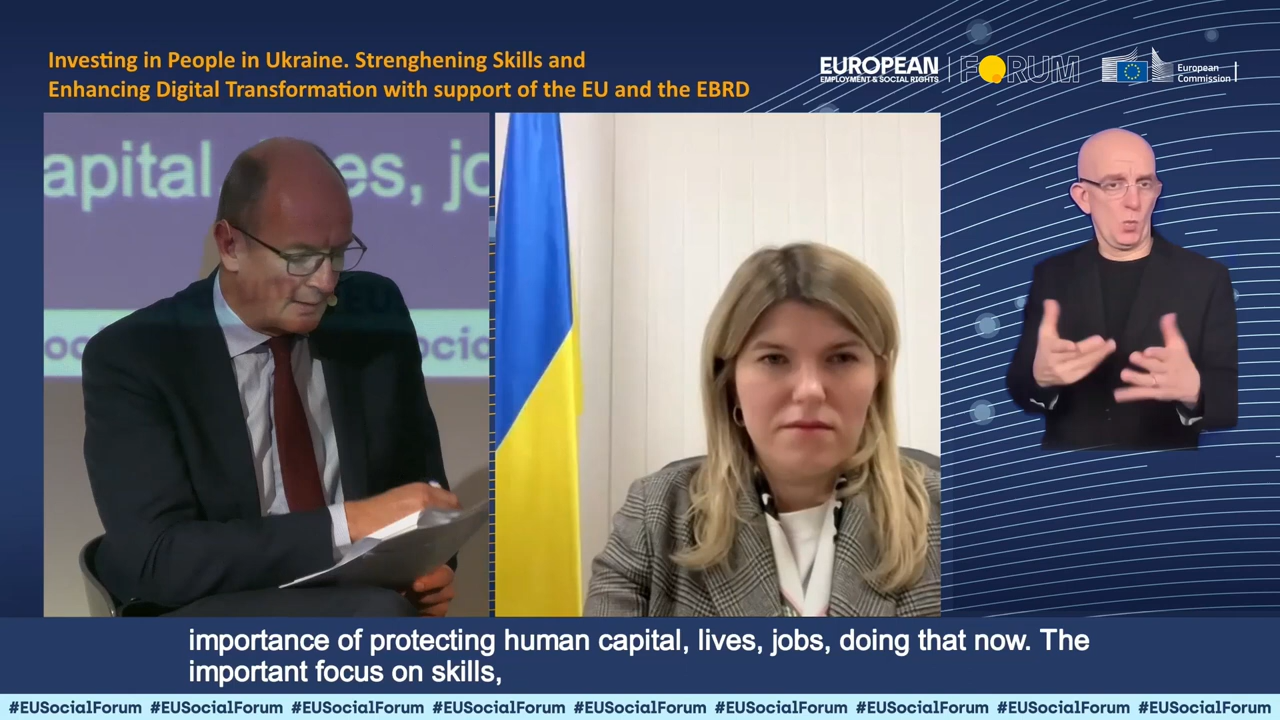 Investing in People in Ukraine. Strenghening Skills and
Enhancing Digital Transformation with support of the EU and the EBRD
EUROPEAN
EMPLOYMENT & SOCIAL RIGHTS
FORUM
European
Commission
apital, lives, jo
ocial
importance of protecting human capital, lives, jobs, doing that now. The
important focus on skills,
#EUSocialForum #EUSocialForum #EUSocialForum #EUSocialForum #EUSocialForum #EUSocialForum #EUSocialForum #EUSocialForum #EUSocialForum